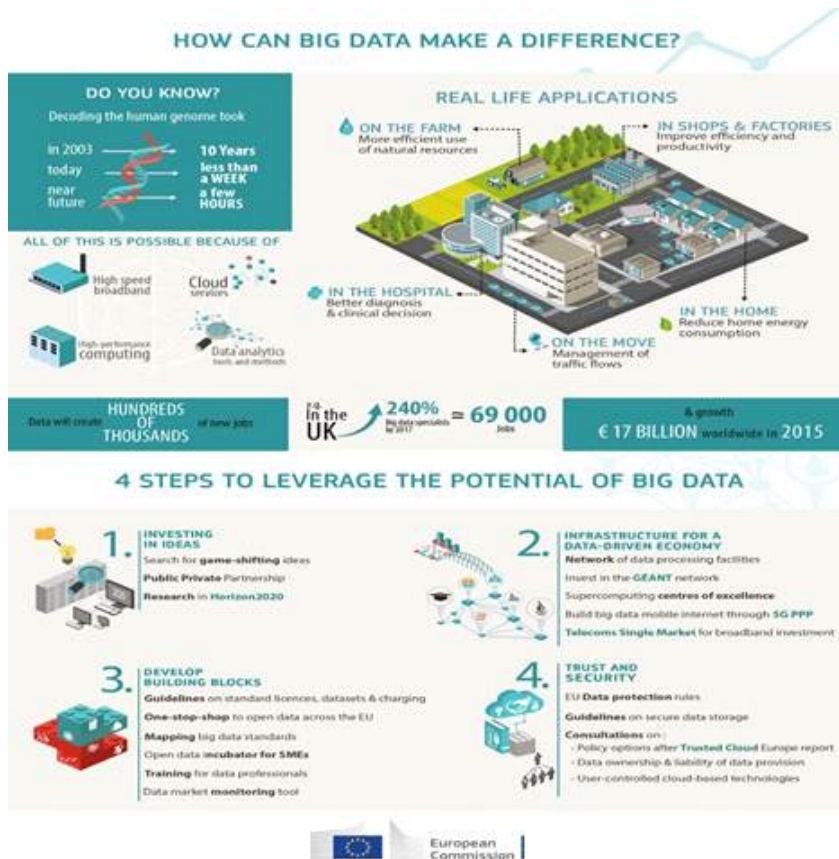 HOW CAN BIG DATA MAKE A DIFFERENCE?
DO YOU KNOW?
Decoding the human genome took
in 2003
10 Years
today
less than
a WEEK
near
future
a few
HOURS
ALL OF THIS IS POSSIBLE BECAUSE OF
High speed
broadband
Cloud
services
High-performance
computing
Data analytics
tools and methods
REAL LIFE APPLICATIONS
ON THE FARM
More efficient use
of natural resources
IN SHOPS & FACTORIES
Improve efficiency and
productivity
IN THE HOSPITAL
Better diagnosis
& clinical decision
IN THE HOME
Reduce home energy
consumption
ON THE MOVE
Management of
traffic flows
Data will create
HUNDREDS
OF
THOUSANDS
of new jobs
e.g.
In the
UK
240%
Big data specialists
by 2017
= 69 000
Jobs
& growth
€ 17 BILLION worldwide in 2015
4 STEPS TO LEVERAGE THE POTENTIAL OF BIG DATA
1.
INVESTING
IN IDEAS
Search for game-shifting ideas
Public Private Partnership
Research in Horizon2020
2.
INFRASTRUCTURE FOR A
DATA-DRIVEN ECONOMY
Network of data processing facilities
Invest in the GÉANT network
Supercomputing centres of excellence
Build big data mobile internet through 5G PPP
Telecoms Single Market for broadband investment
3.
DEVELOP
BUILDING BLOCKS
Guidelines on standard licences, datasets & charging
One-stop-shop to open data across the EU
Mapping big data standards
Open data incubator for SMEs
Training for data professionals
Data market monitoring tool
4.
TRUST AND
SECURITY
EU Data protection rules
Guidelines on secure data storage
Consultations on :
- Policy options after Trusted Cloud Europe report
- Data ownership & liability of data provision
- User-controlled cloud-based technologies
European
Commission